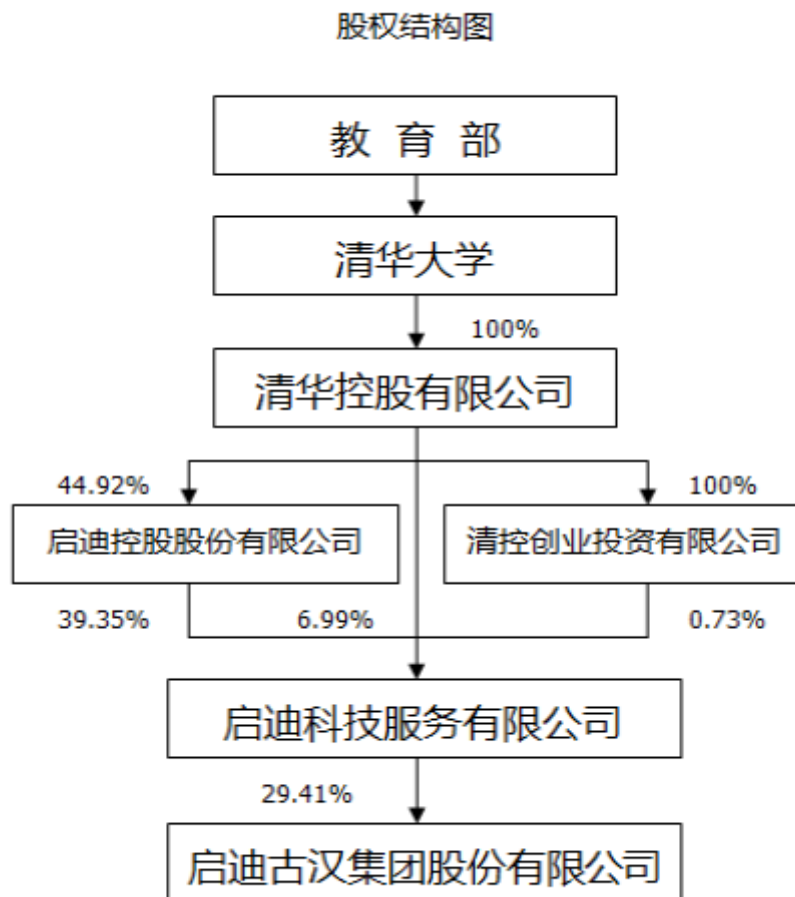 股权结构图
教 育 部
清华大学
100%
清华控股有限公司
44.92%
100%
启迪控股股份有限公司
清控创业投资有限公司
39.35%
6.99%
0.73%
启迪科技服务有限公司
29.41%
启迪古汉集团股份有限公司